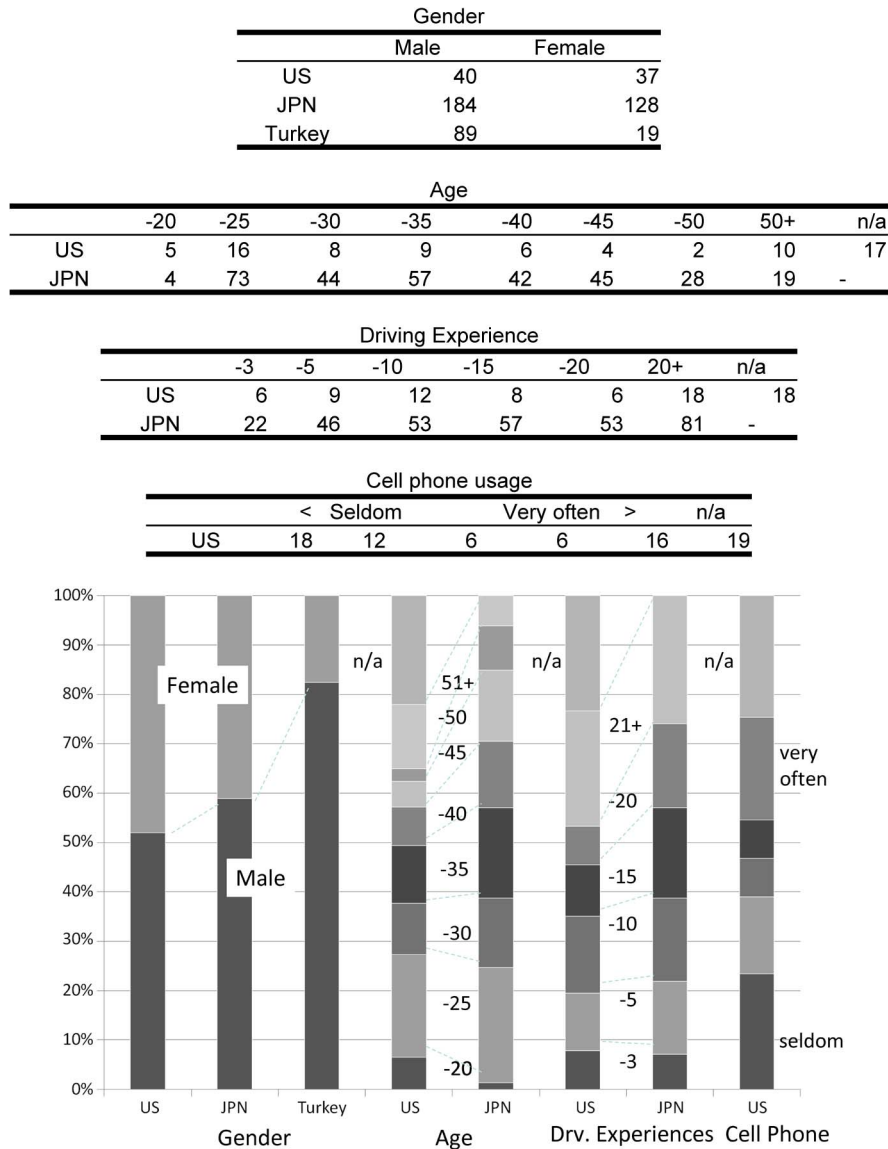 Gender
Male Female
US 40 37
JPN 184 128
Turkey 89 19
Age
-20 -25 -30 -35 -40 -45 -50 50+ n/a
US 5 16 8 9 6 4 2 10 17
JPN 4 73 44 57 42 45 28 19 -
Driving Experience
-3 -5 -10 -15 -20 20+ n/a
US 6 9 12 8 6 18 18
JPN 22 46 53 57 53 81 -
Cell phone usage
< Seldom Very often > n/a
US 18 12 6 6 16 19
100%
90%
80%
70%
60%
50%
40%
30%
20%
10%
0%
Female
Male
n/a
51+
-50
-45
-40
-35
-30
-25
-20
n/a
21+
-20
-15
-10
-5
-3
n/a
very
often
seldom
US JPN Turkey US JPN US JPN US
Gender Age Drv. Experiences Cell Phone